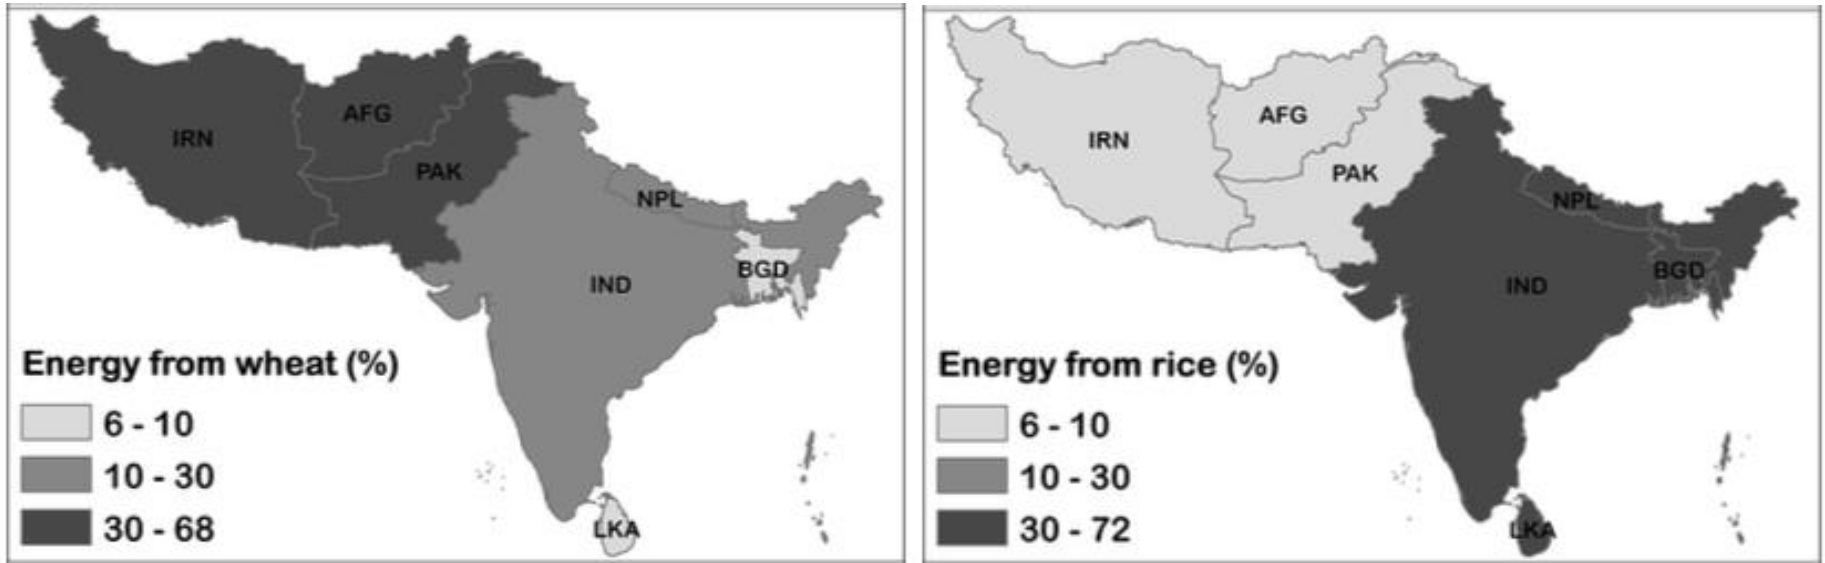 AFG
IRN
PAK
NPL
BGD
IND
Energy from wheat (%)
6 - 10
10 - 30
30 - 68
LKA
AFG
IRN
PAK
NPL
BGD
IND
Energy from rice (%)
6 - 10
10 - 30
30 - 72
LKA